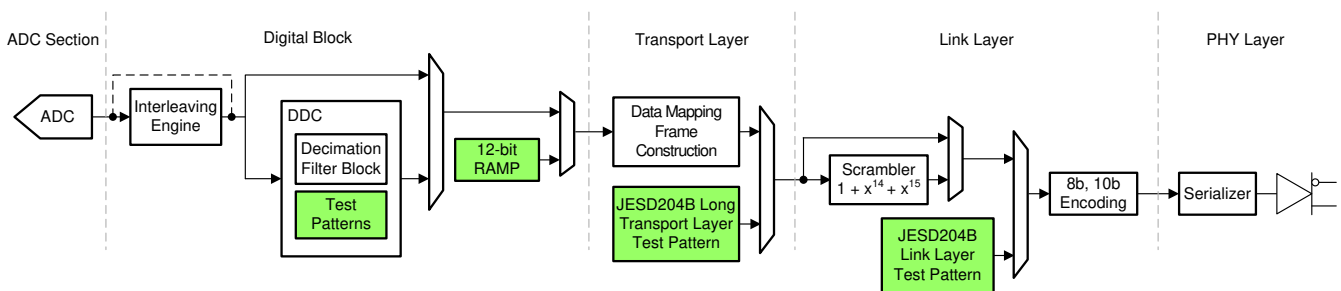 ADC Section
Digital Block
Transport Layer
Link Layer
PHY Layer
ADC
Interleaving
Engine
DDC
Decimation
Filter Block
Test
Patterns
12-bit
RAMP
Data Mapping
Frame
Construction
JESD204B Long
Transport Layer
Test Pattern
Scrambler
1 + x¹⁴ + x¹⁵
JESD204B
Link Layer
Test Pattern
8b, 10b
Encoding
Serializer